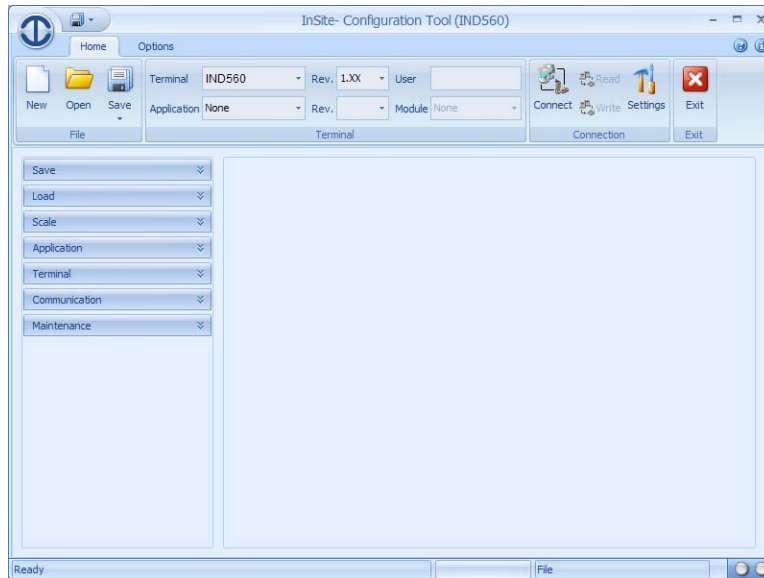 InSite- Configuration Tool (IND560)
Home Options
New Open Save
File
Terminal IND560 Rev. 1.XX User
Application None Rev. Module None
Terminal
Connect Read Write Settings
Connection
Exit
Exit
Save
Load
Scale
Application
Terminal
Communication
Maintenance
Ready File